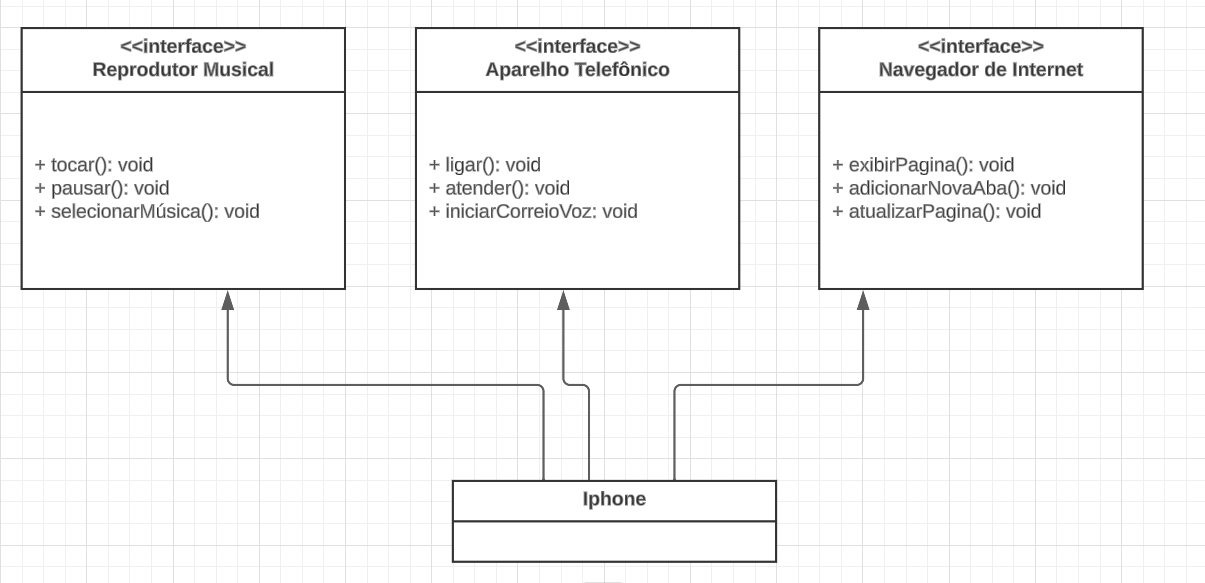 <<interface>>
Reprodutor Musical
+ tocar(): void
+ pausar(): void
+ selecionarMúsica(): void
<<interface>>
Aparelho Telefônico
+ ligar(): void
+ atender(): void
+ iniciarCorreioVoz: void
<<interface>>
Navegador de Internet
+ exibirPagina(): void
+ adicionarNovaAba(): void
+ atualizarPagina(): void
Iphone